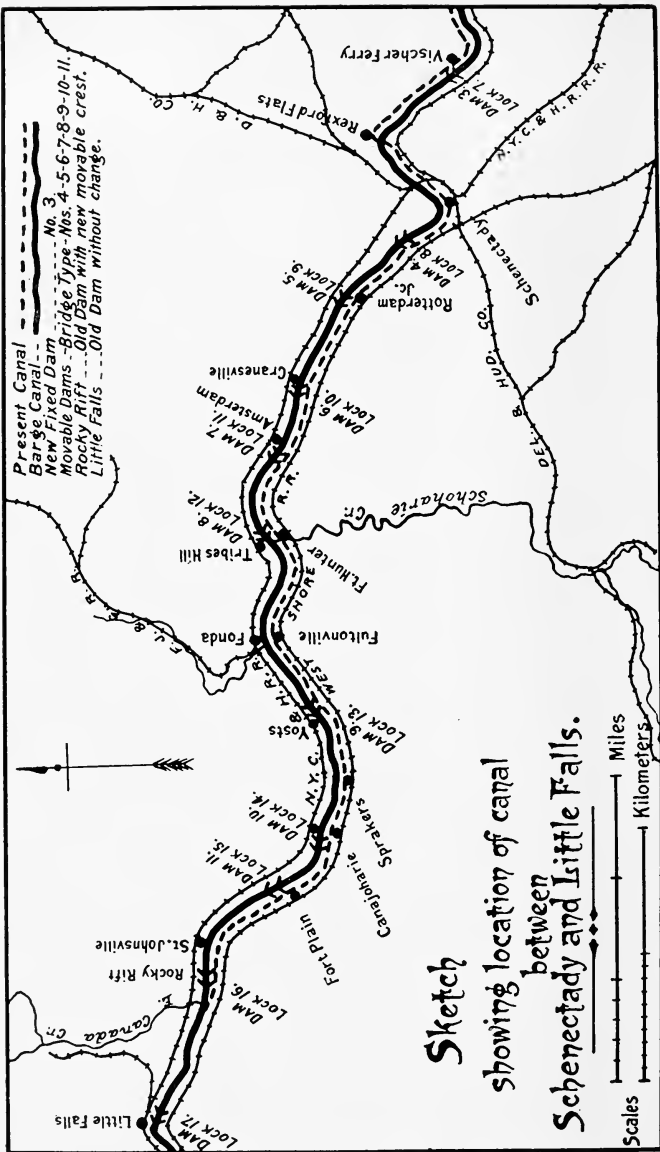 Present Canal
Barge Canal
New Fixed Dam No. 3.
Movable Dams - Bridge Type - Nos. 4-5-6-7-8-9-10-11.
Rocky Rift ... Old Dam with new movable crest.
Little Falls ... Old Dam without change.
Sketch
showing location of canal
between
Schenectady and Little Falls.
Scales
Miles
Kilometers
Little Falls
DAM
LOCK 17.
Canada Cr.
E.
DAM
LOCK 16.
Rocky Rift
St. Johnsville
DAM 11.
LOCK 15.
Fort Plain
DAM 10.
LOCK 14.
Canajoharie
Sprakers
N.Y.C. & H.R.R.R.
Yosts
DAM 9.
LOCK 13.
WEST SHORE R.R.
Fonda
Fultonville
F. J. & G. R.R.
Tribes Hill
Ft. Hunter
DAM 8.
LOCK 12.
Schoharie Cr.
DAM 7
LOCK 11.
Amsterdam
DAM 6.
LOCK 10.
Cranesville
DAM 5.
LOCK 9.
Rotterdam Jc.
DAM 4.
LOCK 8.
Schenectady
DEL. & HUD. CO.
D. & H. CO.
Rexford Flats
N.Y.C. & H.R.R.R.
DAM 3.
LOCK 7.
Vischer Ferry